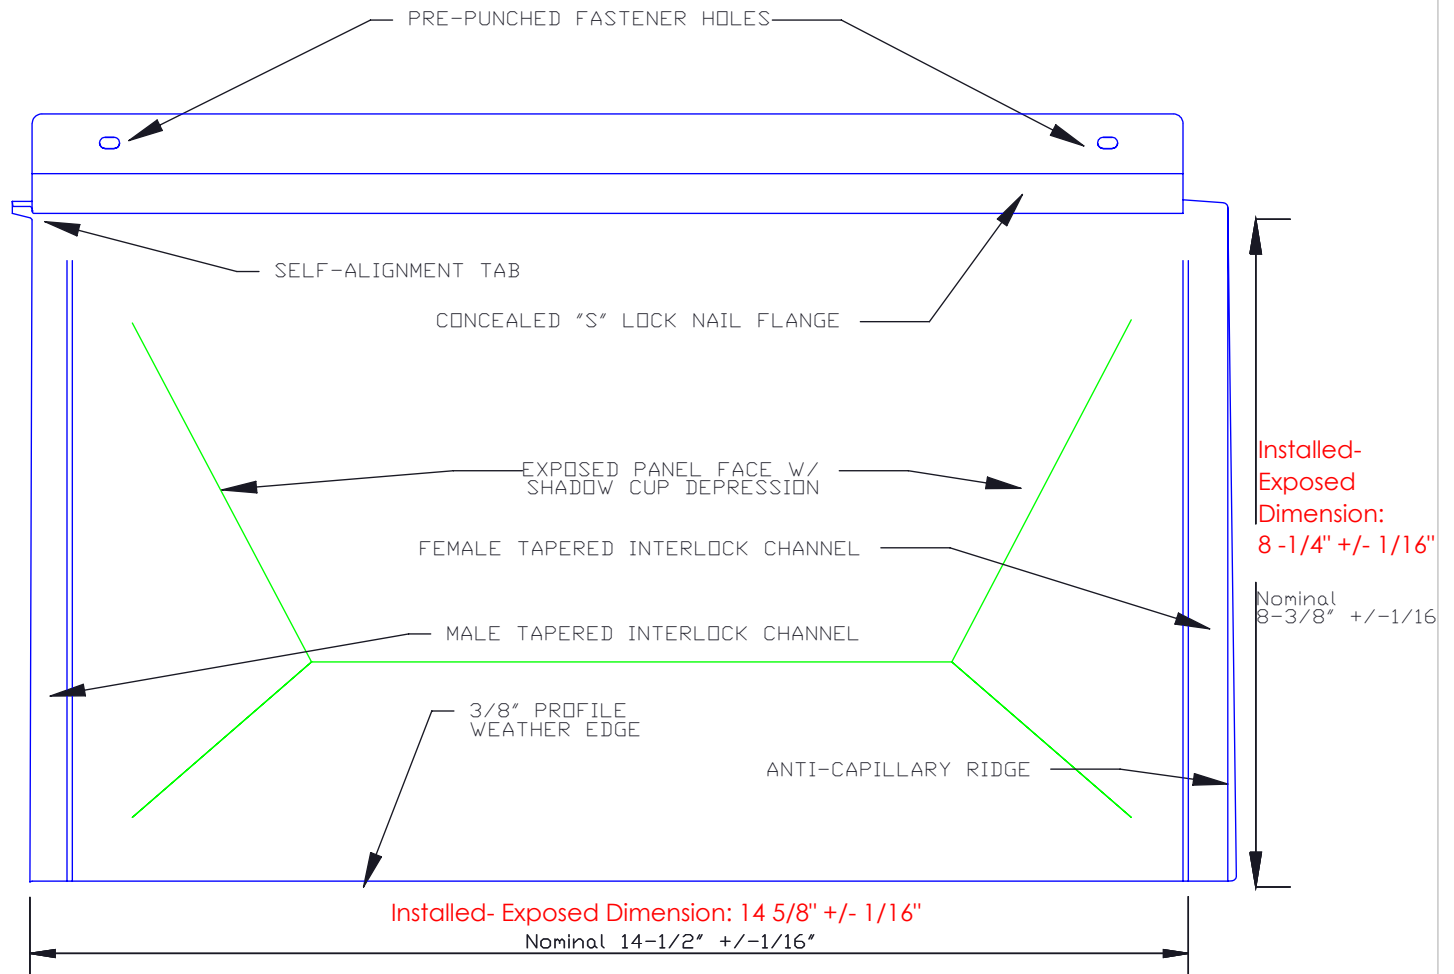 PRE-PUNCHED FASTENER HOLES
SELF-ALIGNMENT TAB
CONCEALED "S" LOCK NAIL FLANGE
EXPOSED PANEL FACE W/
SHADOW CUP DEPRESSION
FEMALE TAPERED INTERLOCK CHANNEL
MALE TAPERED INTERLOCK CHANNEL
3/8" PROFILE
WEATHER EDGE
ANTI-CAPILLARY RIDGE
Installed-
Exposed
Dimension:
8 -1/4" +/- 1/16"
Nominal
8-3/8" +/-1/16
Installed- Exposed Dimension: 14 5/8" +/- 1/16"
Nominal 14-1/2" +/-1/16"